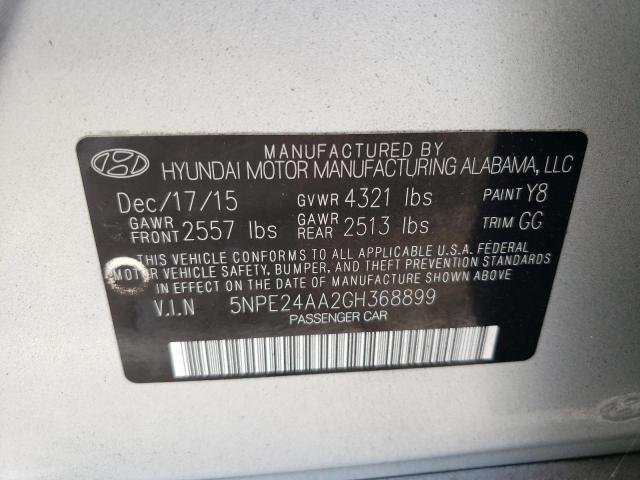 MANUFACTURED BY
HYUNDAI MOTOR MANUFACTURING ALABAMA, LLC
Dec/17/15 GVWR 4321 lbs PAINT Y8
GAWR FRONT 2557 lbs GAWR REAR 2513 lbs TRIM GG
THIS VEHICLE CONFORMS TO ALL APPLICABLE U.S.A. FEDERAL
MOTOR VEHICLE SAFETY, BUMPER, AND THEFT PREVENTION STANDARDS
IN EFFECT ON THE DATE OF MANUFACTURE SHOWN ABOVE
V.I.N 5NPE24AA2GH368899
PASSENGER CAR